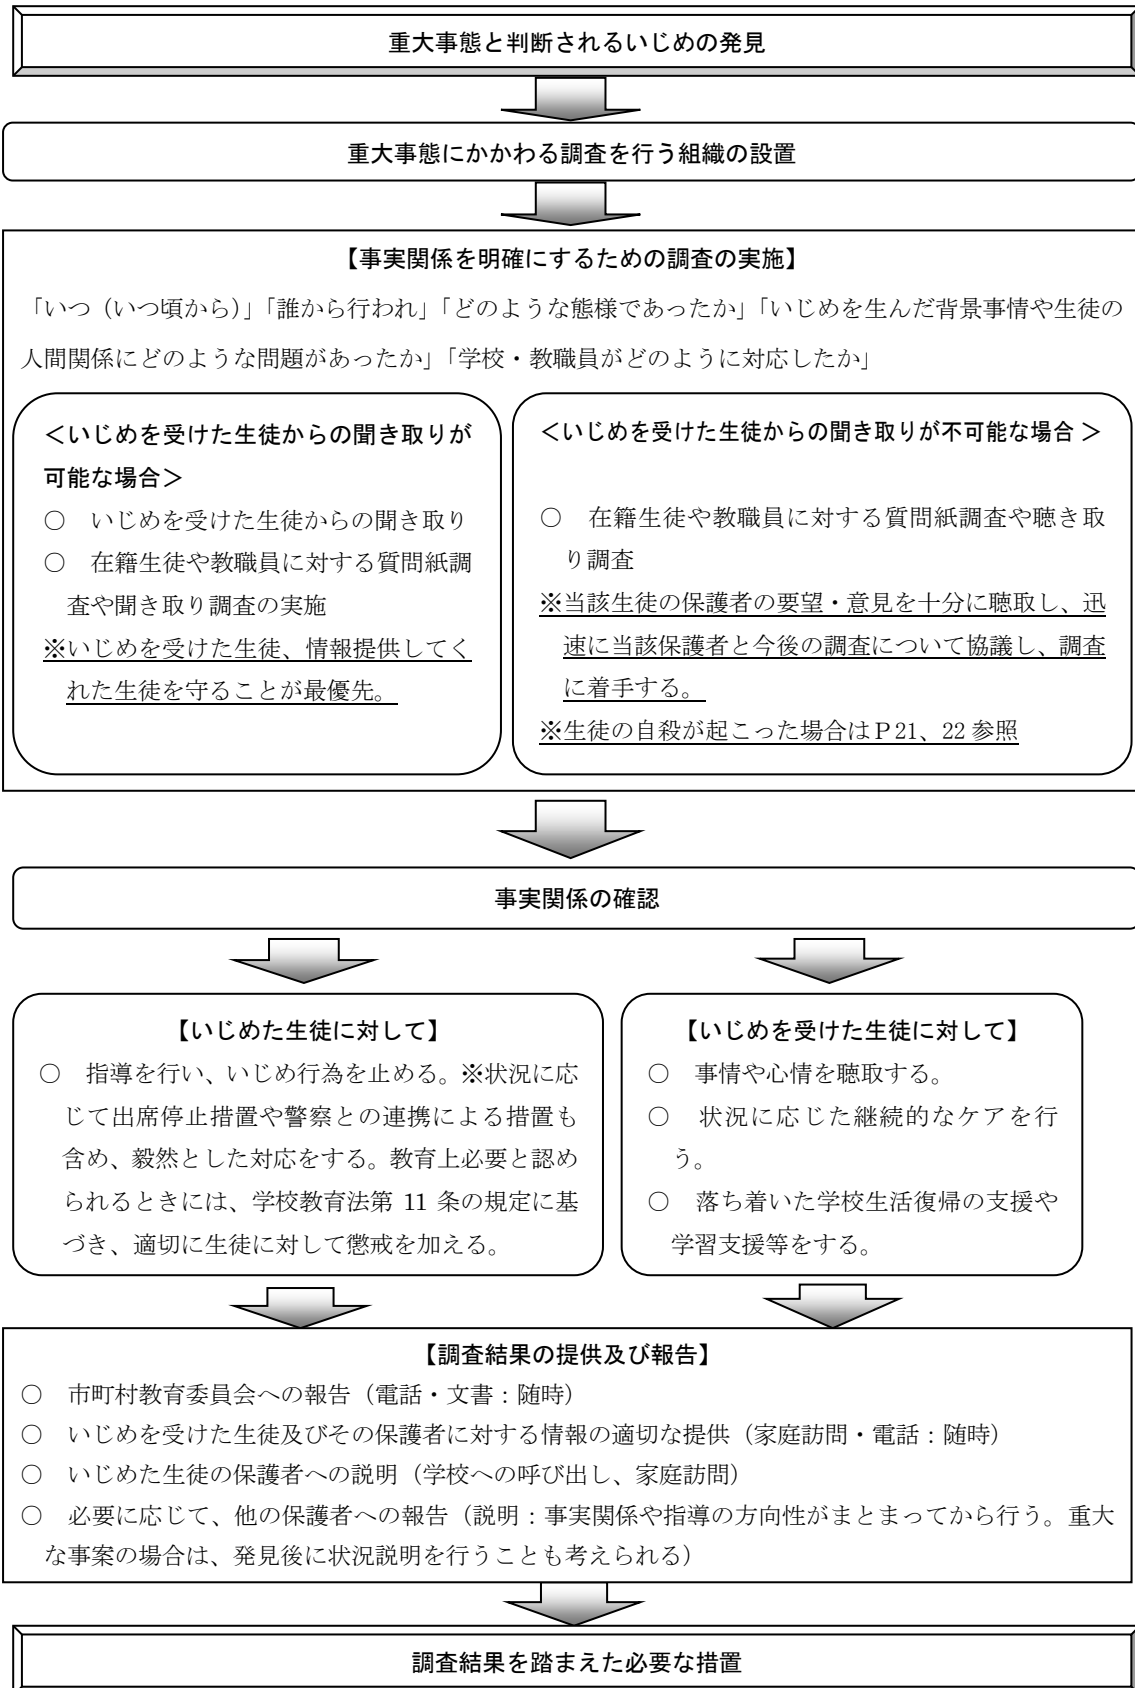 重大事態と判断されるいじめの発見
重大事態にかかわる調査を行う組織の設置
【事実関係を明確にするための調査の実施】
「いつ（いつ頃から）」「誰から行われ」「どのような態様であったか」「いじめを生んだ背景事情や生徒の
人間関係にどのような問題があったか」「学校・教職員がどのように対応したか」
＜いじめを受けた生徒からの聞き取りが
可能な場合＞
○　いじめを受けた生徒からの聞き取り
○　在籍生徒や教職員に対する質問紙調
査や聞き取り調査の実施
※いじめを受けた生徒、情報提供してく
れた生徒を守ることが最優先。
＜いじめを受けた生徒からの聞き取りが不可能な場合 ＞
○　在籍生徒や教職員に対する質問紙調査や聴き取
り調査
※当該生徒の保護者の要望・意見を十分に聴取し、迅
速に当該保護者と今後の調査について協議し、調査
に着手する。
※生徒の自殺が起こった場合はＰ21、22 参照
事実関係の確認
【いじめた生徒に対して】
○　指導を行い、いじめ行為を止める。※状況に応
じて出席停止措置や警察との連携による措置も
含め、毅然とした対応をする。教育上必要と認め
られるときには、学校教育法第 11 条の規定に基
づき、適切に生徒に対して懲戒を加える。
【いじめを受けた生徒に対して】
○　事情や心情を聴取する。
○　状況に応じた継続的なケアを行
う。
○　落ち着いた学校生活復帰の支援や
学習支援等をする。
【調査結果の提供及び報告】
○　市町村教育委員会への報告（電話・文書：随時）
○　いじめを受けた生徒及びその保護者に対する情報の適切な提供（家庭訪問・電話：随時）
○　いじめた生徒の保護者への説明（学校への呼び出し、家庭訪問）
○　必要に応じて、他の保護者への報告（説明：事実関係や指導の方向性がまとまってから行う。重大
な事案の場合は、発見後に状況説明を行うことも考えられる）
調査結果を踏まえた必要な措置